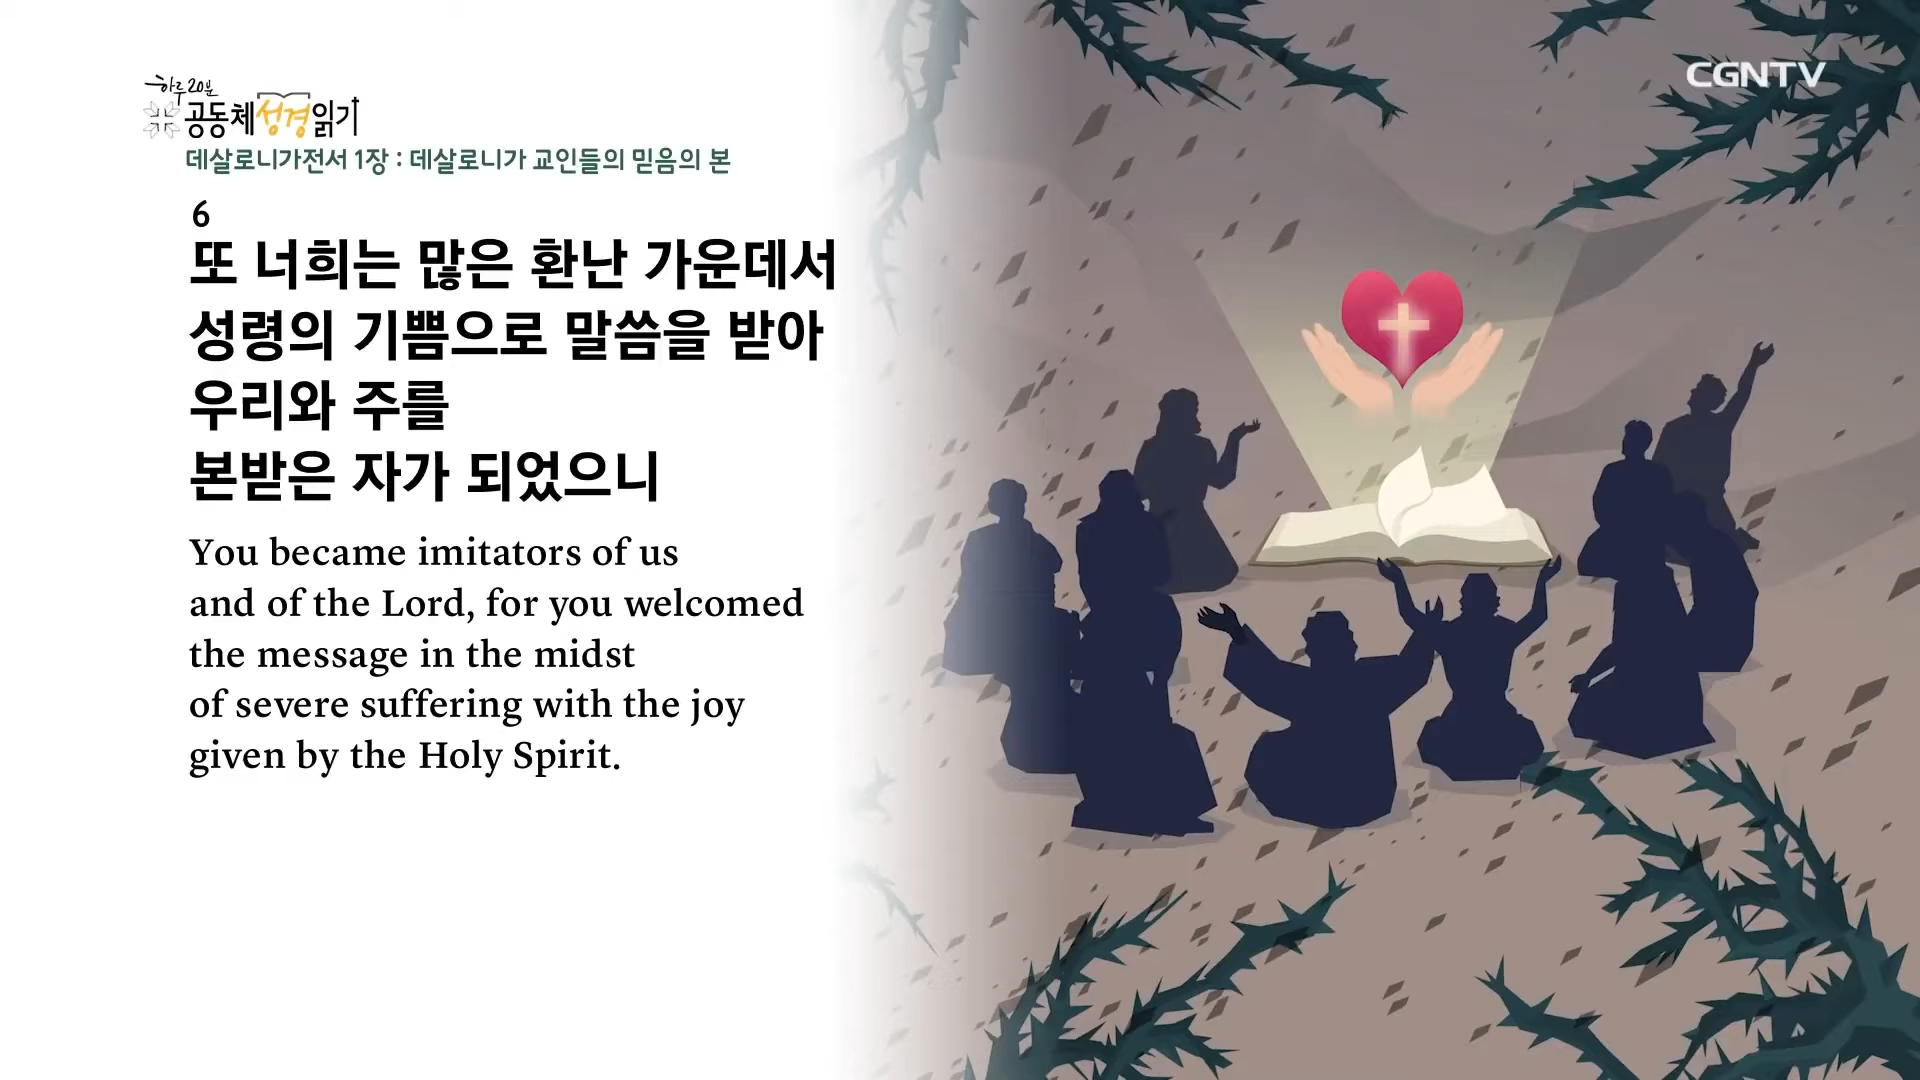 하루 20분
공동체성경읽기
CGNTV
데살로니가전서 1장 : 데살로니가 교인들의 믿음의 본
6
또 너희는 많은 환난 가운데서
성령의 기쁨으로 말씀을 받아
우리와 주를
본받은 자가 되었으니
You became imitators of us
and of the Lord, for you welcomed
the message in the midst
of severe suffering with the joy
given by the Holy Spirit.